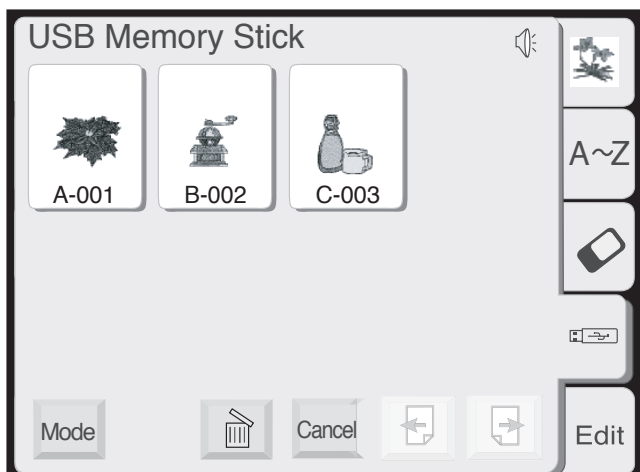 USB Memory Stick
A-001
B-002
C-003
A~Z
Mode
Cancel
Edit